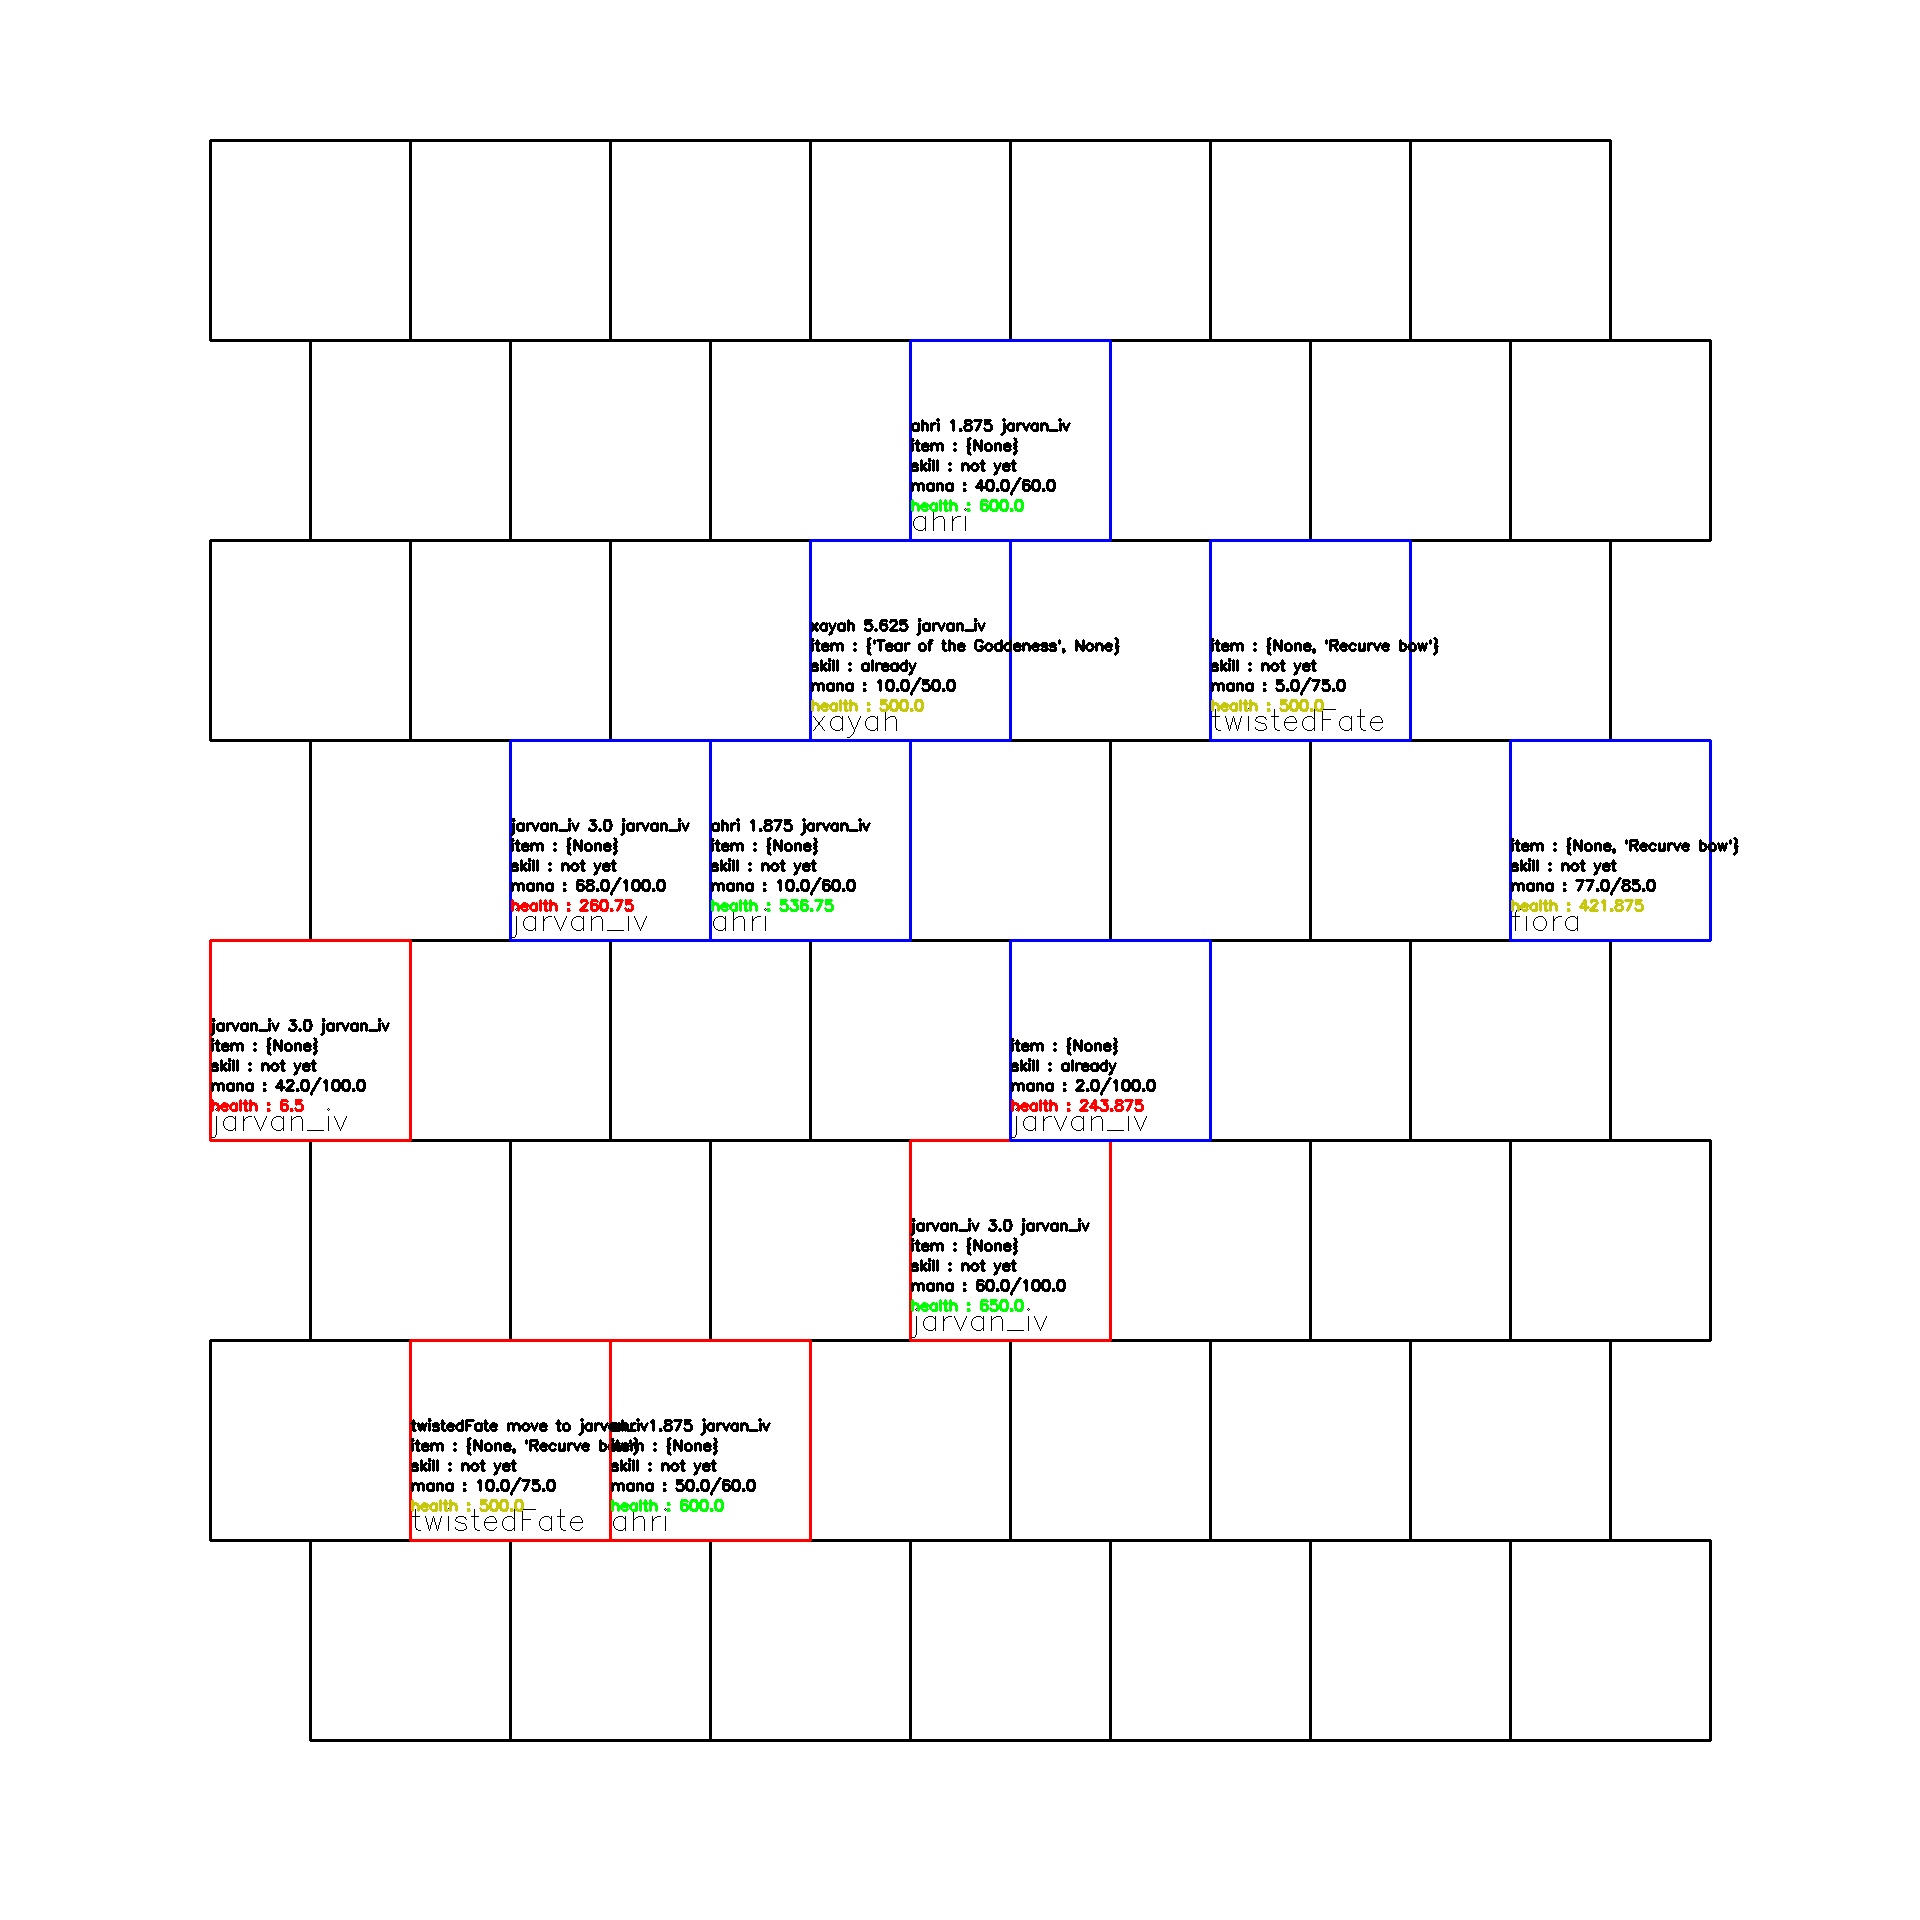 ahri 1.875 jarvan_iv
item : {None}
skill : not yet
mana : 40.0/60.0
health : 600.0
ahri
xayah 5.625 jarvan_iv
item : {'Tear of the Goddeness', None}
skill : already
mana : 10.0/50.0
health : 500.0
xayah
item : {None, 'Recurve bow'}
skill : not yet
mana : 5.0/75.0
health : 500.0
twistedFate
jarvan_iv 3.0 jarvan_iv
item : {None}
skill : not yet
mana : 68.0/100.0
health : 260.75
jarvan_iv
ahri 1.875 jarvan_iv
item : {None}
skill : not yet
mana : 10.0/60.0
health : 536.75
ahri
item : {None, 'Recurve bow'}
skill : not yet
mana : 77.0/85.0
health : 421.875
fiora
jarvan_iv 3.0 jarvan_iv
item : {None}
skill : not yet
mana : 42.0/100.0
health : 6.5
jarvan_iv
item : {None}
skill : already
mana : 2.0/100.0
health : 243.875
jarvan_iv
jarvan_iv 3.0 jarvan_iv
item : {None}
skill : not yet
mana : 60.0/100.0
health : 650.0
jarvan_iv
twistedFate move to jarvan_iv
item : {None, 'Recurve bow'}
skill : not yet
mana : 10.0/75.0
health : 500.0
twistedFate
ahri 1.875 jarvan_iv
item : {None}
skill : not yet
mana : 50.0/60.0
health : 600.0
ahri